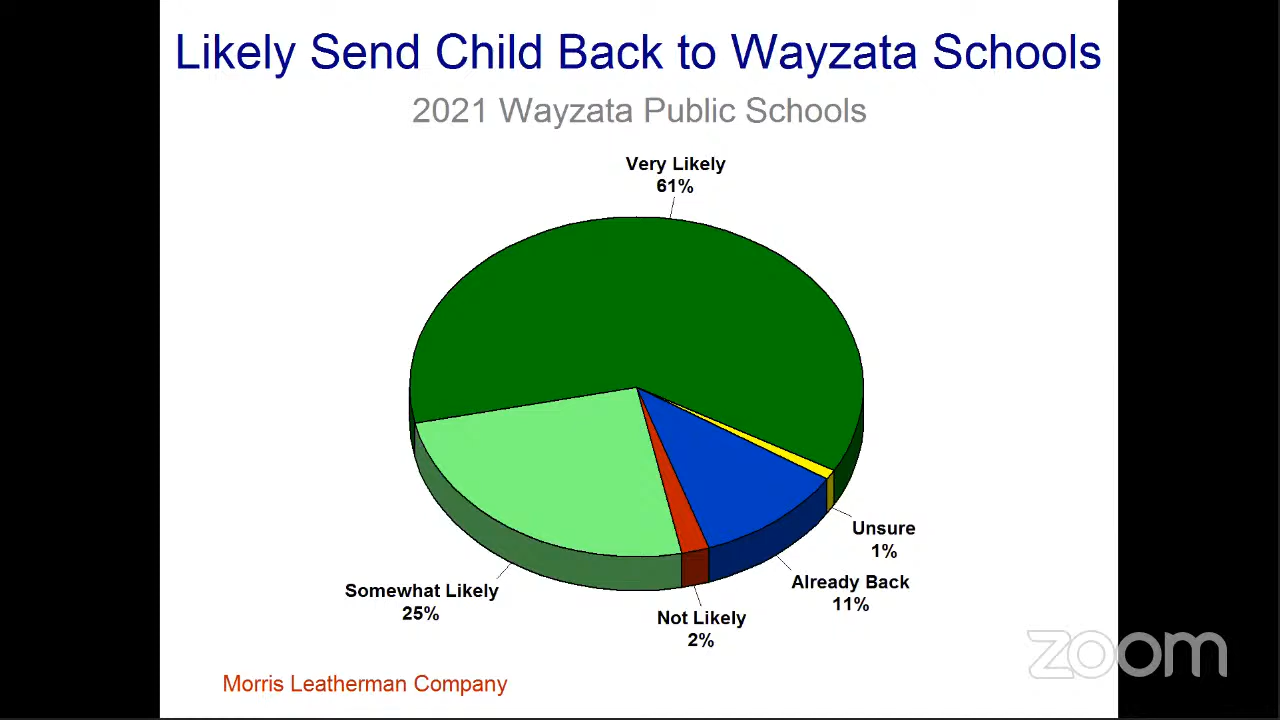 Likely Send Child Back to Wayzata Schools
2021 Wayzata Public Schools
Very Likely
61%
Unsure
1%
Already Back
11%
Somewhat Likely
25%
Not Likely
2%
Morris Leatherman Company
zoom